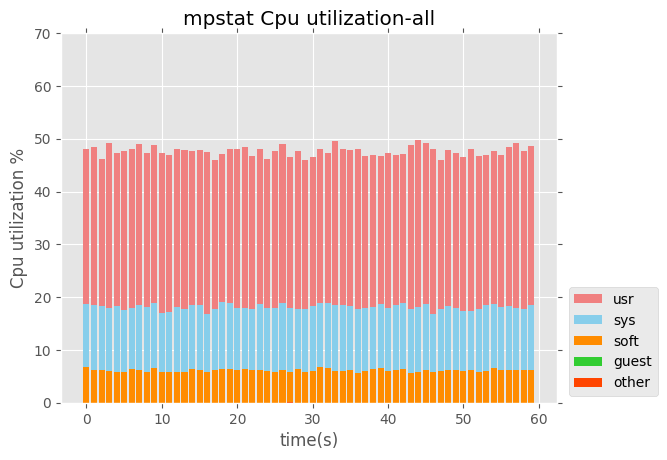 mpstat Cpu utilization-all
70
60
50
40
30
20
10
0
Cpu utilization %
0 10 20 30 40 50 60
time(s)
usr
sys
soft
guest
other